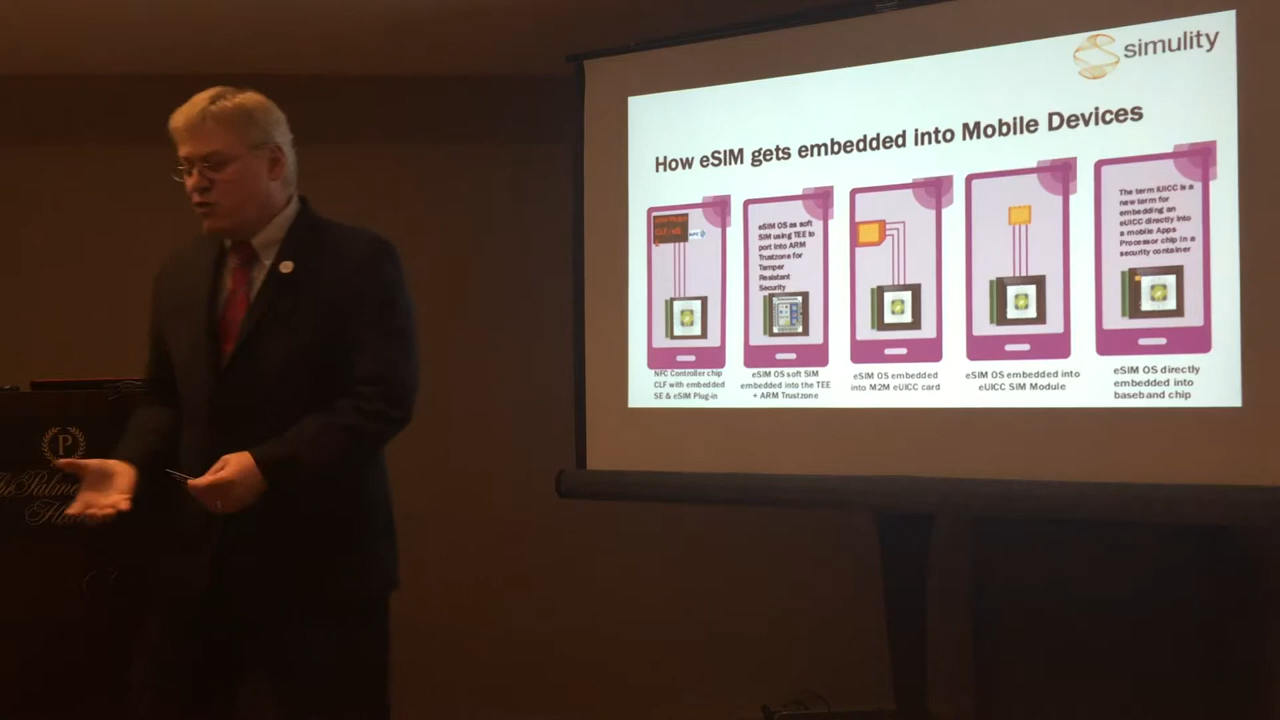 simulity
How eSIM gets embedded into Mobile Devices
CLF/eSE
NFC Controller chip
CLF with embedded
SE & eSIM Plug-in
eSIM OS as soft
SIM using TEE to
port into ARM
Trustzone for
Temper
Resistant
Security
eSIM OS soft SIM
embedded into the TEE
+ ARM Trustzone
eSIM OS embedded
into M2M eUICC card
eSIM OS embedded into
eUICC SIM Module
The term iUICC is a
new term for
embedding an
eUICC directly into
a mobile Apps
Processor chip in a
security container
eSIM OS directly
embedded into
baseband chip
P
Palme